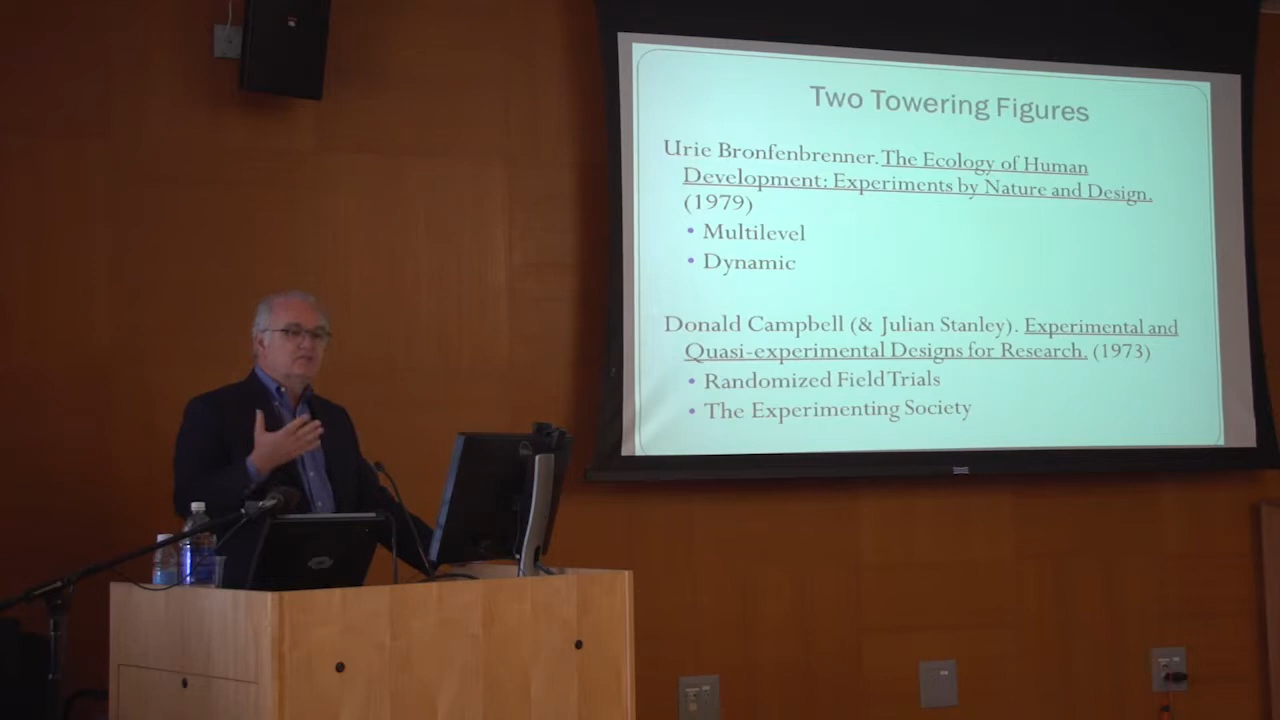 Two Towering Figures
Urie Bronfenbrenner. The Ecology of Human
Development: Experiments by Nature and Design.
(1979)
• Multilevel
• Dynamic
Donald Campbell (& Julian Stanley). Experimental and
Quasi-experimental Designs for Research. (1973)
• Randomized Field Trials
• The Experimenting Society